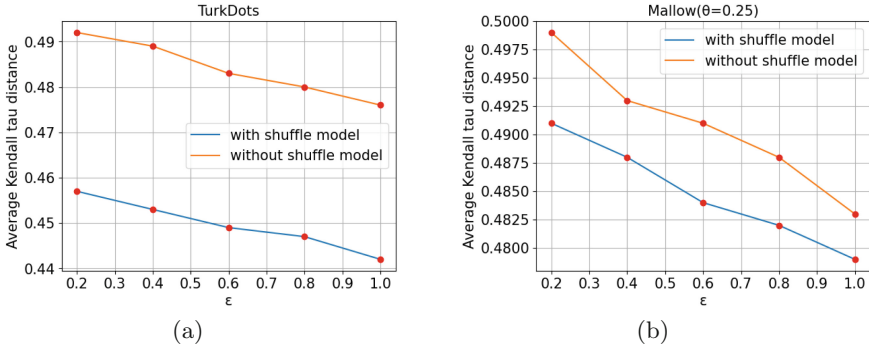 TurkDots
0.49
0.48
0.47
0.46
0.45
0.44
Average Kendall tau distance
with shuffle model
without shuffle model
0.2 0.3 0.4 0.5 0.6 0.7 0.8 0.9 1.0
ε
(a)
Mallow(θ=0.25)
0.5000
0.4975
0.4950
0.4925
0.4900
0.4875
0.4850
0.4825
0.4800
Average Kendall tau distance
with shuffle model
without shuffle model
0.2 0.3 0.4 0.5 0.6 0.7 0.8 0.9 1.0
ε
(b)